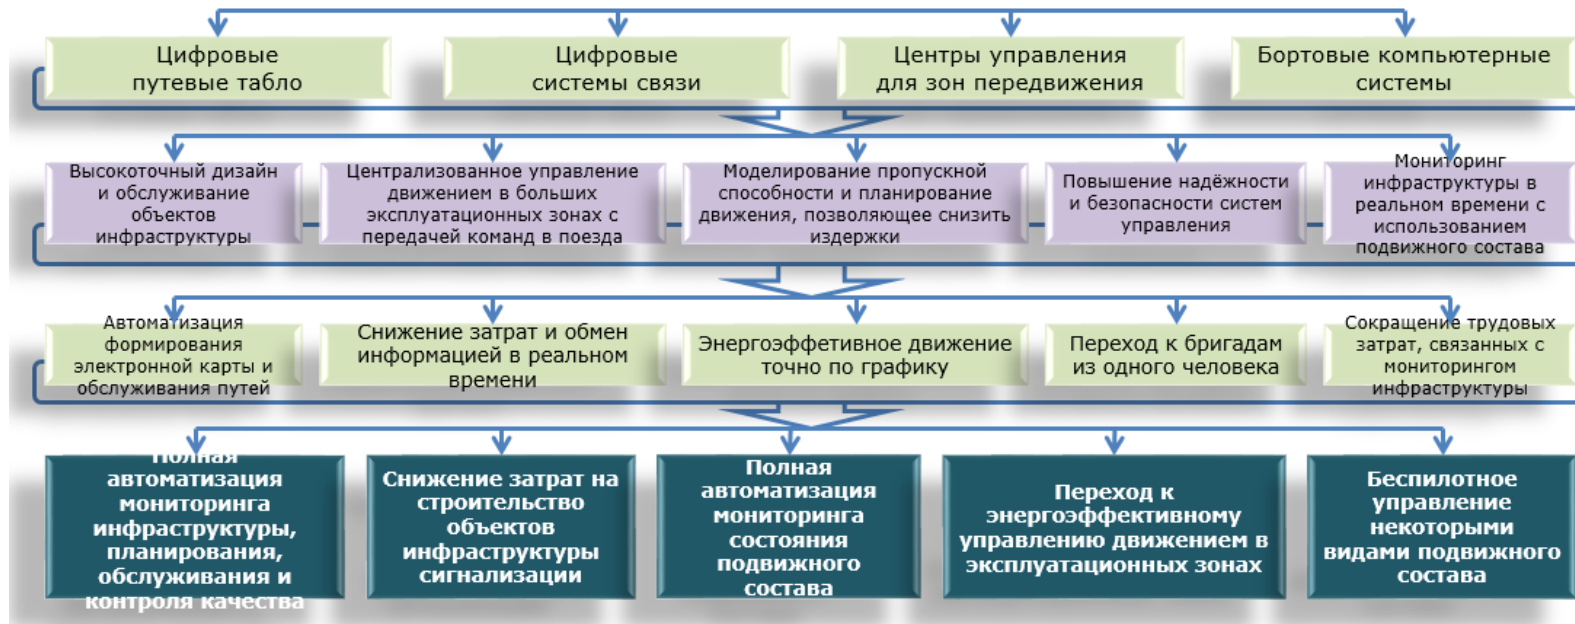 Цифровые
путевые табло
Цифровые
системы связи
Центры управления
для зон передвижения
Бортовые компьютерные
системы
Высокоточный дизайн
и обслуживание
объектов
инфраструктуры
Централизованное управление
движением в больших
эксплуатационных зонах с
передачей команд в поезда
Моделирование пропускной
способности и планирование
движения, позволяющее снизить
издержки
Повышение надёжности
и безопасности систем
управления
Мониторинг
инфраструктуры в
реальном времени с
использованием
подвижного состава
Автоматизация
формирования
электронной карты и
обслуживания путей
Снижение затрат и обмен
информацией в реальном
времени
Энергоэффетивное движение
точно по графику
Переход к бригадам
из одного человека
Сокращение трудовых
затрат, связанных с
мониторингом
инфраструктуры
Полная
автоматизация
мониторинга
инфраструктуры,
планирования,
обслуживания и
контроля качества
Снижение затрат на
строительство
объектов
инфраструктуры
сигнализации
Полная
автоматизация
мониторинга
состояния
подвижного
состава
Переход к
энергоэффективному
управлению движением в
эксплуатационных зонах
Беспилотное
управление
некоторыми
видами подвижного
состава